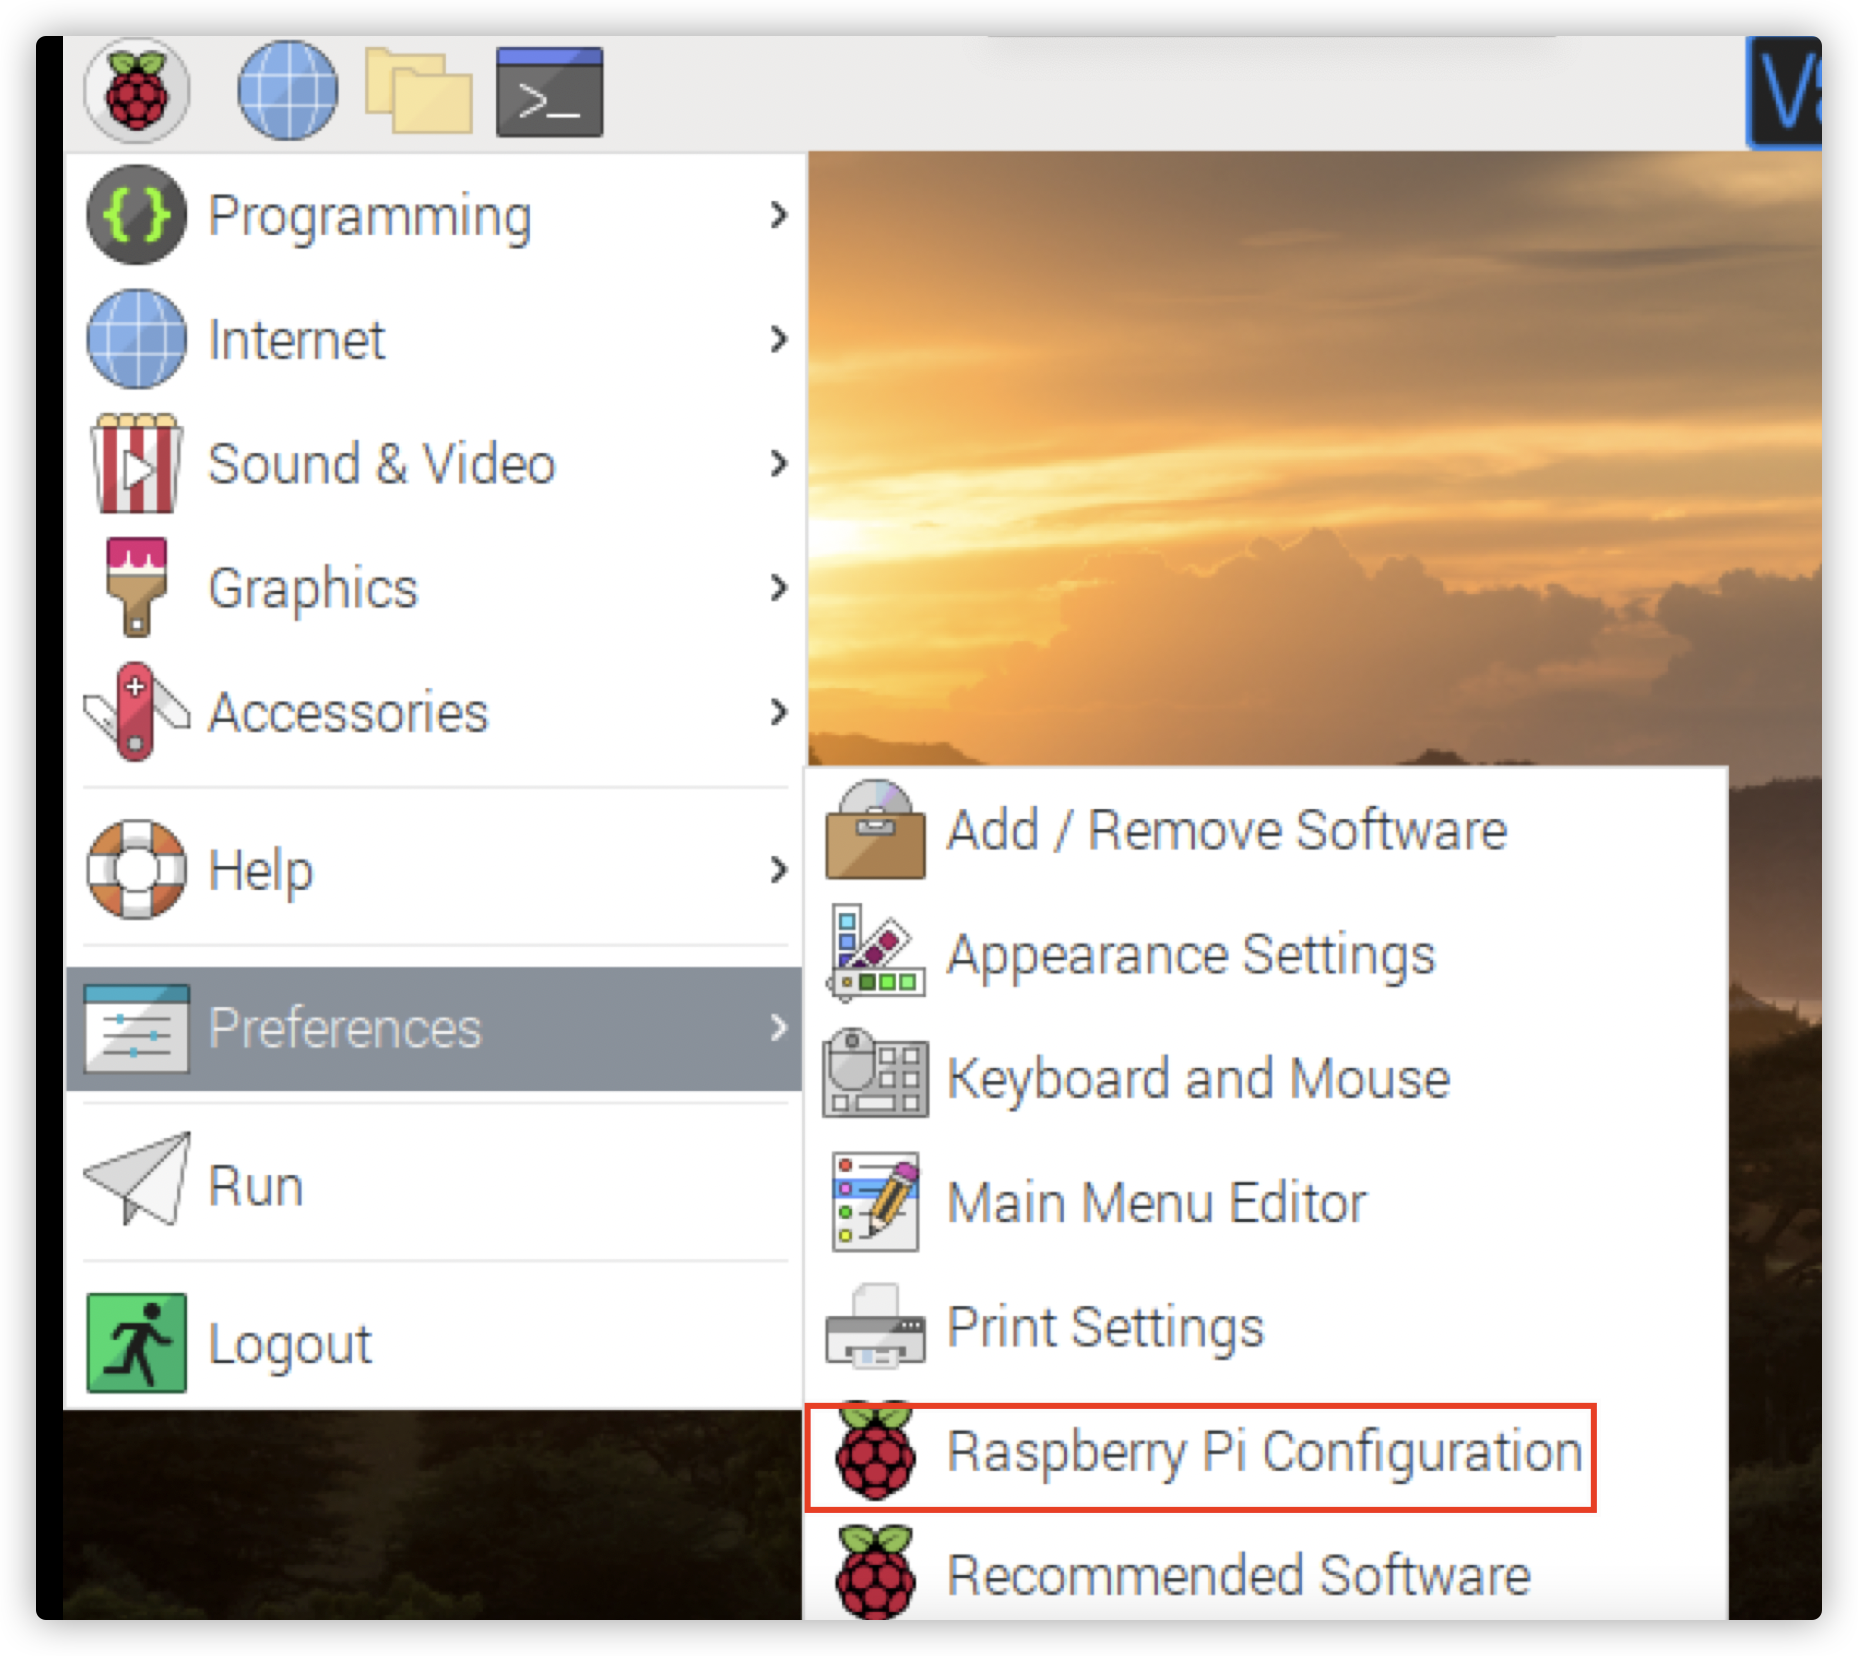 >_
Programming
Internet
Sound & Video
Graphics
Accessories
Help
Preferences
Run
Logout
Add / Remove Software
Appearance Settings
Keyboard and Mouse
Main Menu Editor
Print Settings
Raspberry Pi Configuration
Recommended Software